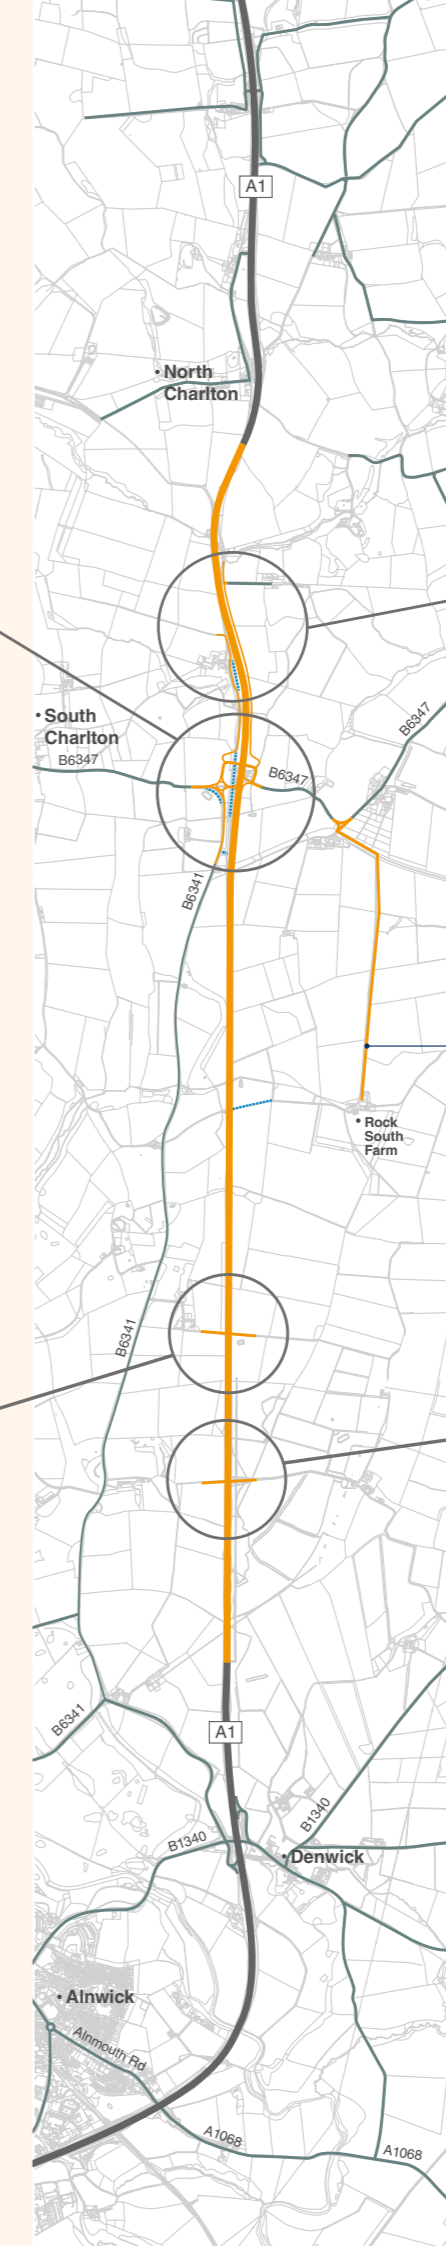 A1
• North
Charlton
• South
Charlton
B6347
B6347
B6347
B6341
• Rock
South
Farm
B6341
B6341
A1
B1340
B1340
• Denwick
• Alnwick
Alnmouth Rd
A1068
A1068